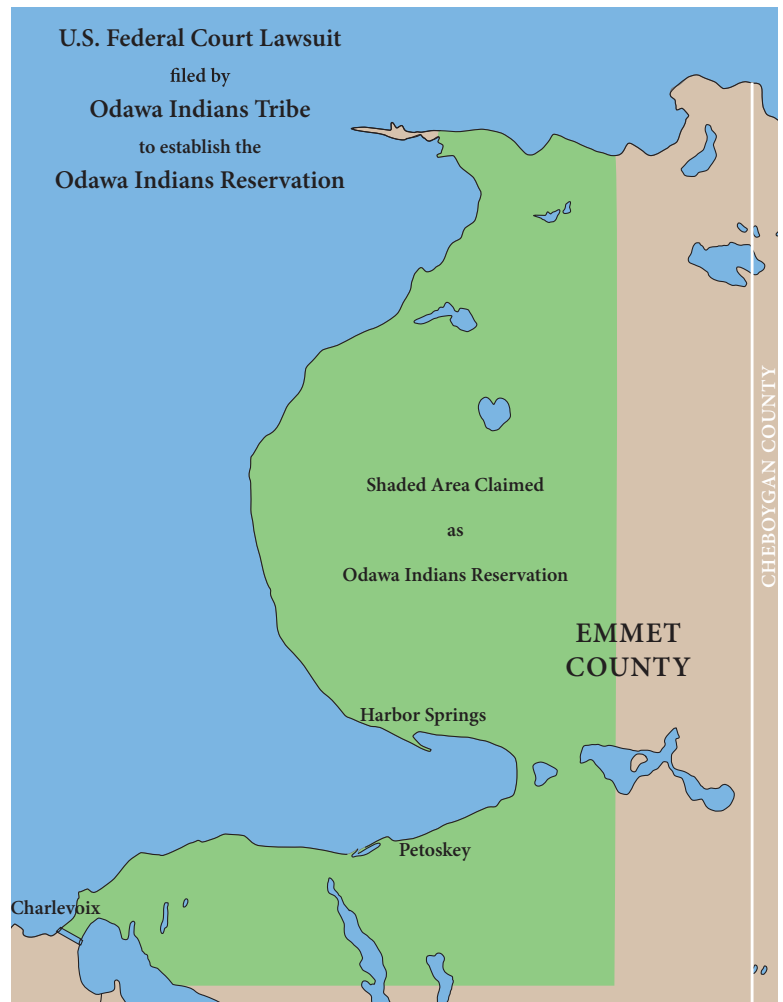 U.S. Federal Court Lawsuit
filed by
Odawa Indians Tribe
to establish the
Odawa Indians Reservation
CHEBOYGAN COUNTY
Shaded Area Claimed
as
Odawa Indians Reservation
EMMET
COUNTY
Harbor Springs
Petoskey
Charlevoix